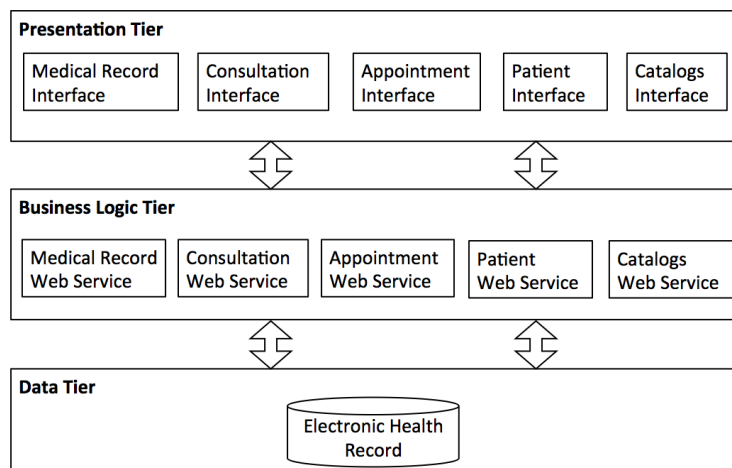 Presentation Tier
Medical Record
Interface
Consultation
Interface
Appointment
Interface
Patient
Interface
Catalogs
Interface
Business Logic Tier
Medical Record
Web Service
Consultation
Web Service
Appointment
Web Service
Patient
Web Service
Catalogs
Web Service
Data Tier
Electronic Health
Record